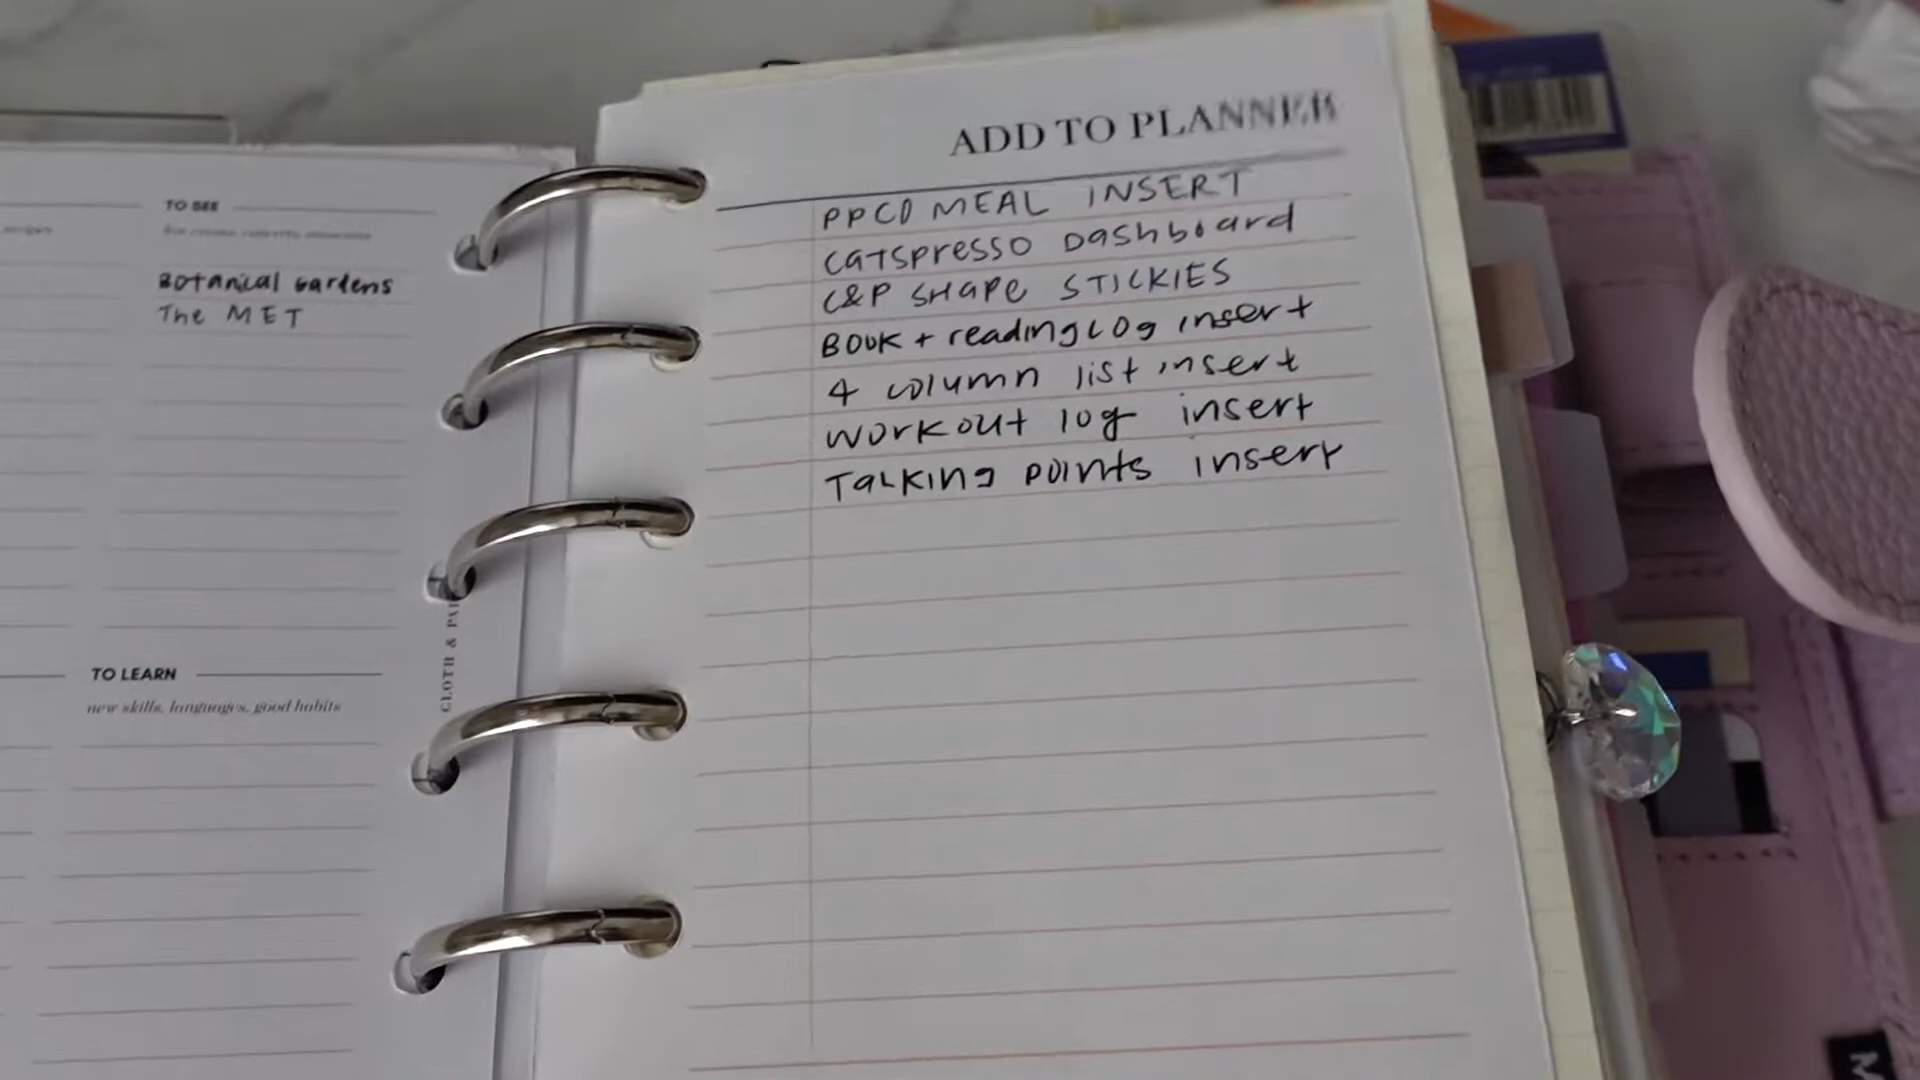 TO SEE
Botanical Gardens
The MET
TO LEARN
new skills, languages, good habits
CLOTH &
ADD TO PLANNER
PPCO MEAL INSERT
CATSPRESSO DASHBOARD
C&P SHAPE STICKIES
BOOK + reading LOG insert
4 column list insert
WORKOUT log insert
TALKING points insert